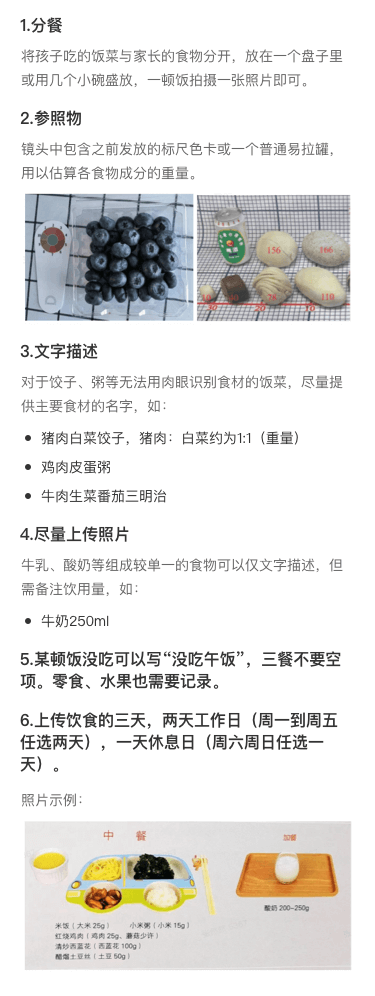 1.分餐
将孩子吃的饭菜与家长的食物分开，放在一个盘子里
或用几个小碗盛放，一顿饭拍摄一张照片即可。
2.参照物
镜头中包含之前发放的标尺色卡或一个普通易拉罐，
用以估算各食物成分的重量。
156
166
76
110
30
20
10
3.文字描述
对于饺子、粥等无法用肉眼识别食材的饭菜，尽量提
供主要食材的名字，如：
猪肉白菜饺子，猪肉：白菜约为1:1（重量）
鸡肉皮蛋粥
牛肉生菜番茄三明治
4.尽量上传照片
牛乳、酸奶等组成较单一的食物可以仅文字描述，但
需备注饮用量，如：
牛奶250ml
5.某顿饭没吃可以写“没吃午饭”，三餐不要空
项。零食、水果也需要记录。
6.上传饮食的三天，两天工作日（周一到周五
任选两天），一天休息日（周六周日任选一
天）。
照片示例：
中 餐
加餐
酸奶 200~250g
米饭（大米 25g） 小米粥（小米 15g）
红烧鸡肉（鸡肉 25g、蘑菇少许）
清炒西蓝花（西蓝花 100g）
醋熘土豆丝（土豆 50g）